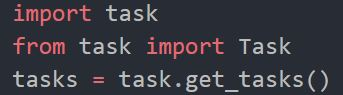 import task
from task import Task
tasks = task.get_tasks()